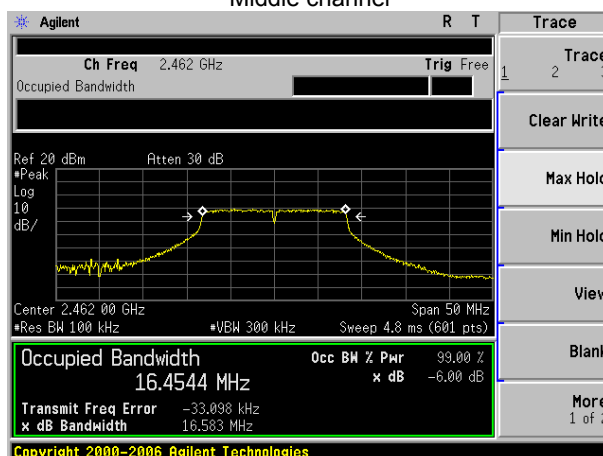 Middle channel
Agilent R T Trace
Ch Freq 2.462 GHz Trig Free
Occupied Bandwidth
Trace
1 2
Clear Write
Max Hold
Min Hold
View
Blank
More
1 of
Ref 20 dBm Atten 30 dB
#Peak
Log
10
dB/
Center 2.462 00 GHz Span 50 MHz
#Res BW 100 kHz #VBW 300 kHz Sweep 4.8 ms (601 pts)
Occupied Bandwidth Occ BW % Pwr 99.00 %
16.4544 MHz x dB -6.00 dB
Transmit Freq Error -33.098 kHz
x dB Bandwidth 16.583 MHz
Copyright 2000-2006 Agilent Technologies